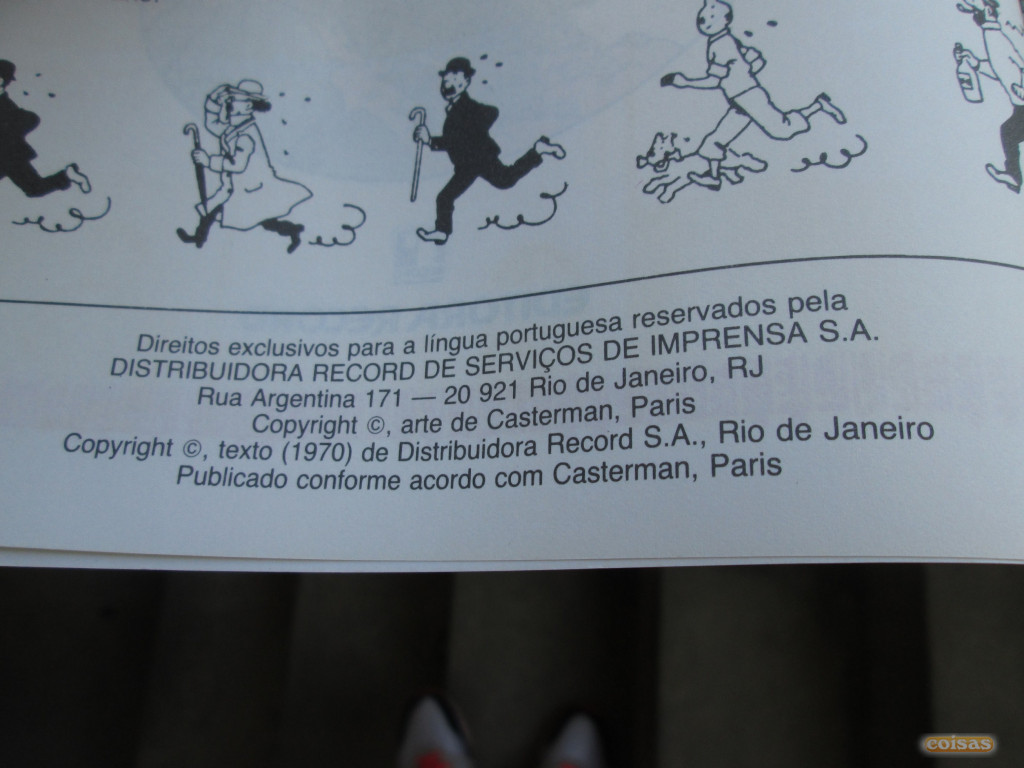 Direitos exclusivos para a língua portuguesa reservados pela
DISTRIBUIDORA RECORD DE SERVIÇOS DE IMPRENSA S.A.
Rua Argentina 171 — 20 921 Rio de Janeiro, RJ
Copyright ©, arte de Casterman, Paris
Copyright ©, texto (1970) de Distribuidora Record S.A., Rio de Janeiro
Publicado conforme acordo com Casterman, Paris
coisas